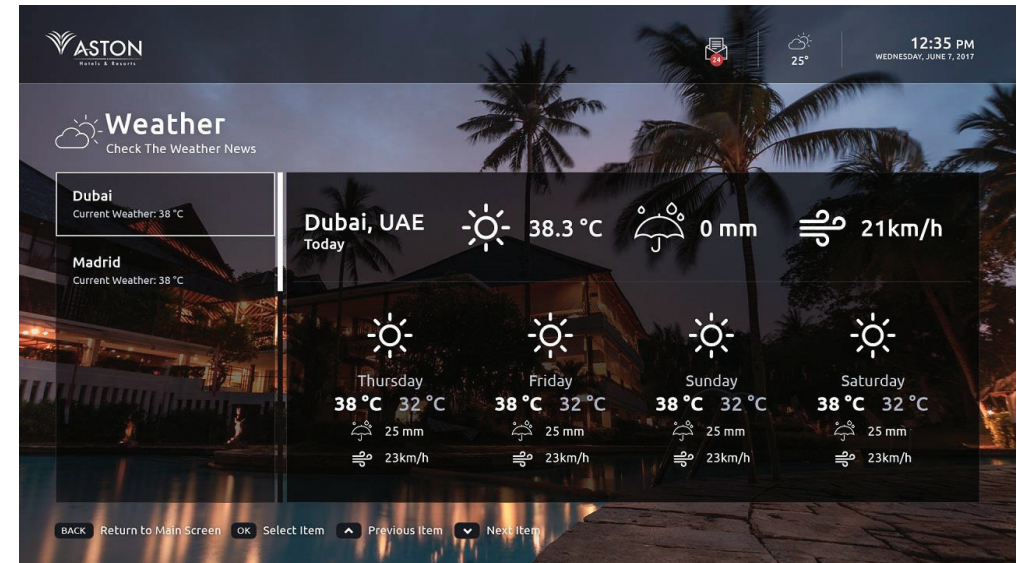 ASTON
Hotels & Resorts
24
25°
12:35 PM
WEDNESDAY, JUNE 7, 2017
Weather
Check The Weather News
Dubai
Current Weather: 38 °C
Madrid
Current Weather: 38 °C
Dubai, UAE
Today
38.3 °C
0 mm
21km/h
Thursday
38 °C 32 °C
25 mm
23km/h
Friday
38 °C 32 °C
25 mm
23km/h
Sunday
38 °C 32 °C
25 mm
23km/h
Saturday
38 °C 32 °C
25 mm
23km/h
BACK Return to Main Screen OK Select Item Previous Item Next Item